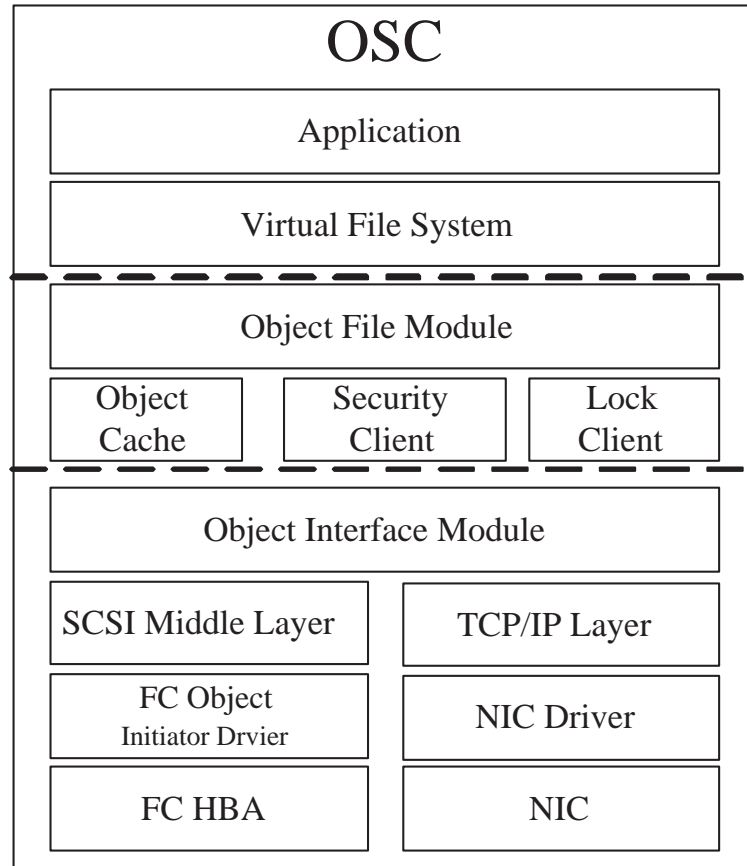 OSC
Application
Virtual File System
Object File Module
Object
Cache
Security
Client
Lock
Client
Object Interface Module
SCSI Middle Layer
TCP/IP Layer
FC Object
Initiator Drvier
NIC Driver
FC HBA
NIC